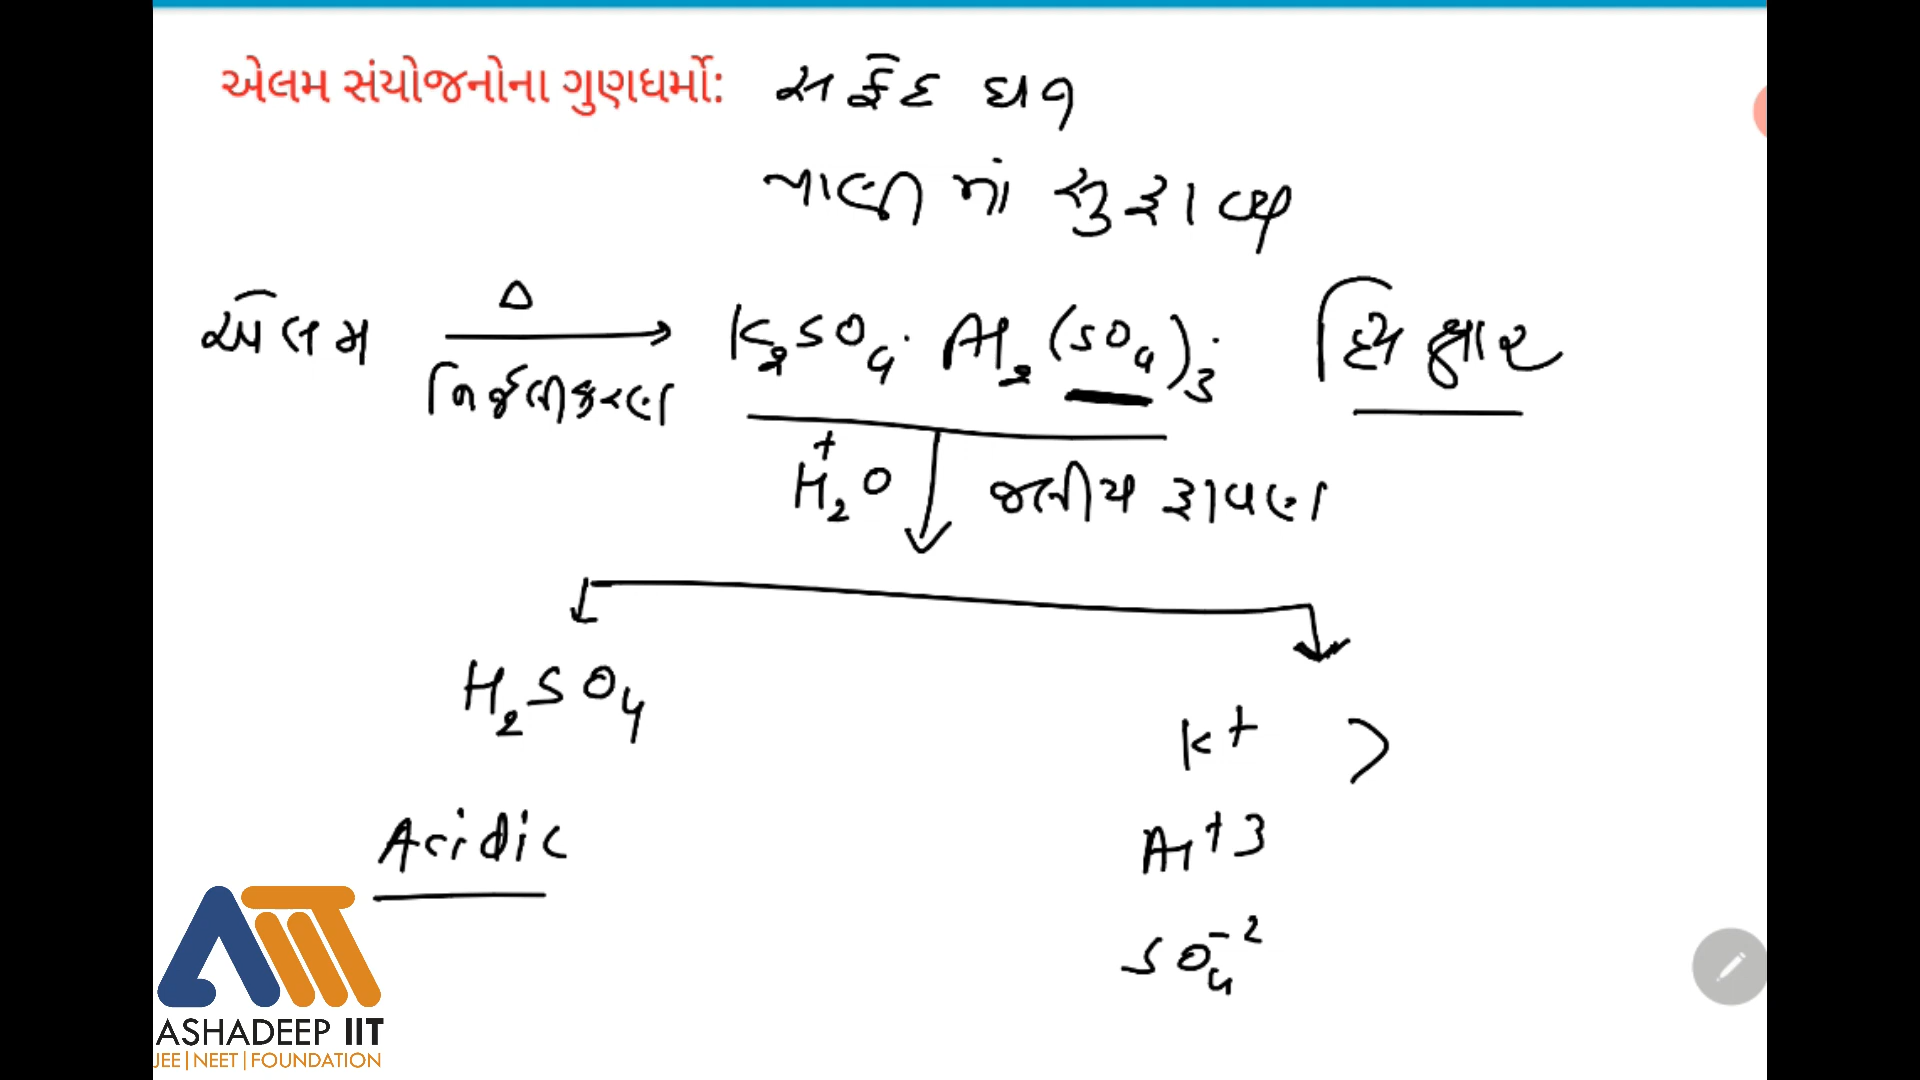 એલમ સંયોજનોના ગુણધર્મો: સફેદ ઘન
પાણી માં સુદ્રાવ્ય
એલમ Δ નિર્જલીકરણ K₂SO₄. Al₂(SO₄)₃ દ્વિક્ષાર
+
H₂O જલીય દ્રાવણ
H₂SO₄
K+
Acidic
Al+3
SO₄-2
ASHADEEP IIT
JEE|NEET|FOUNDATION